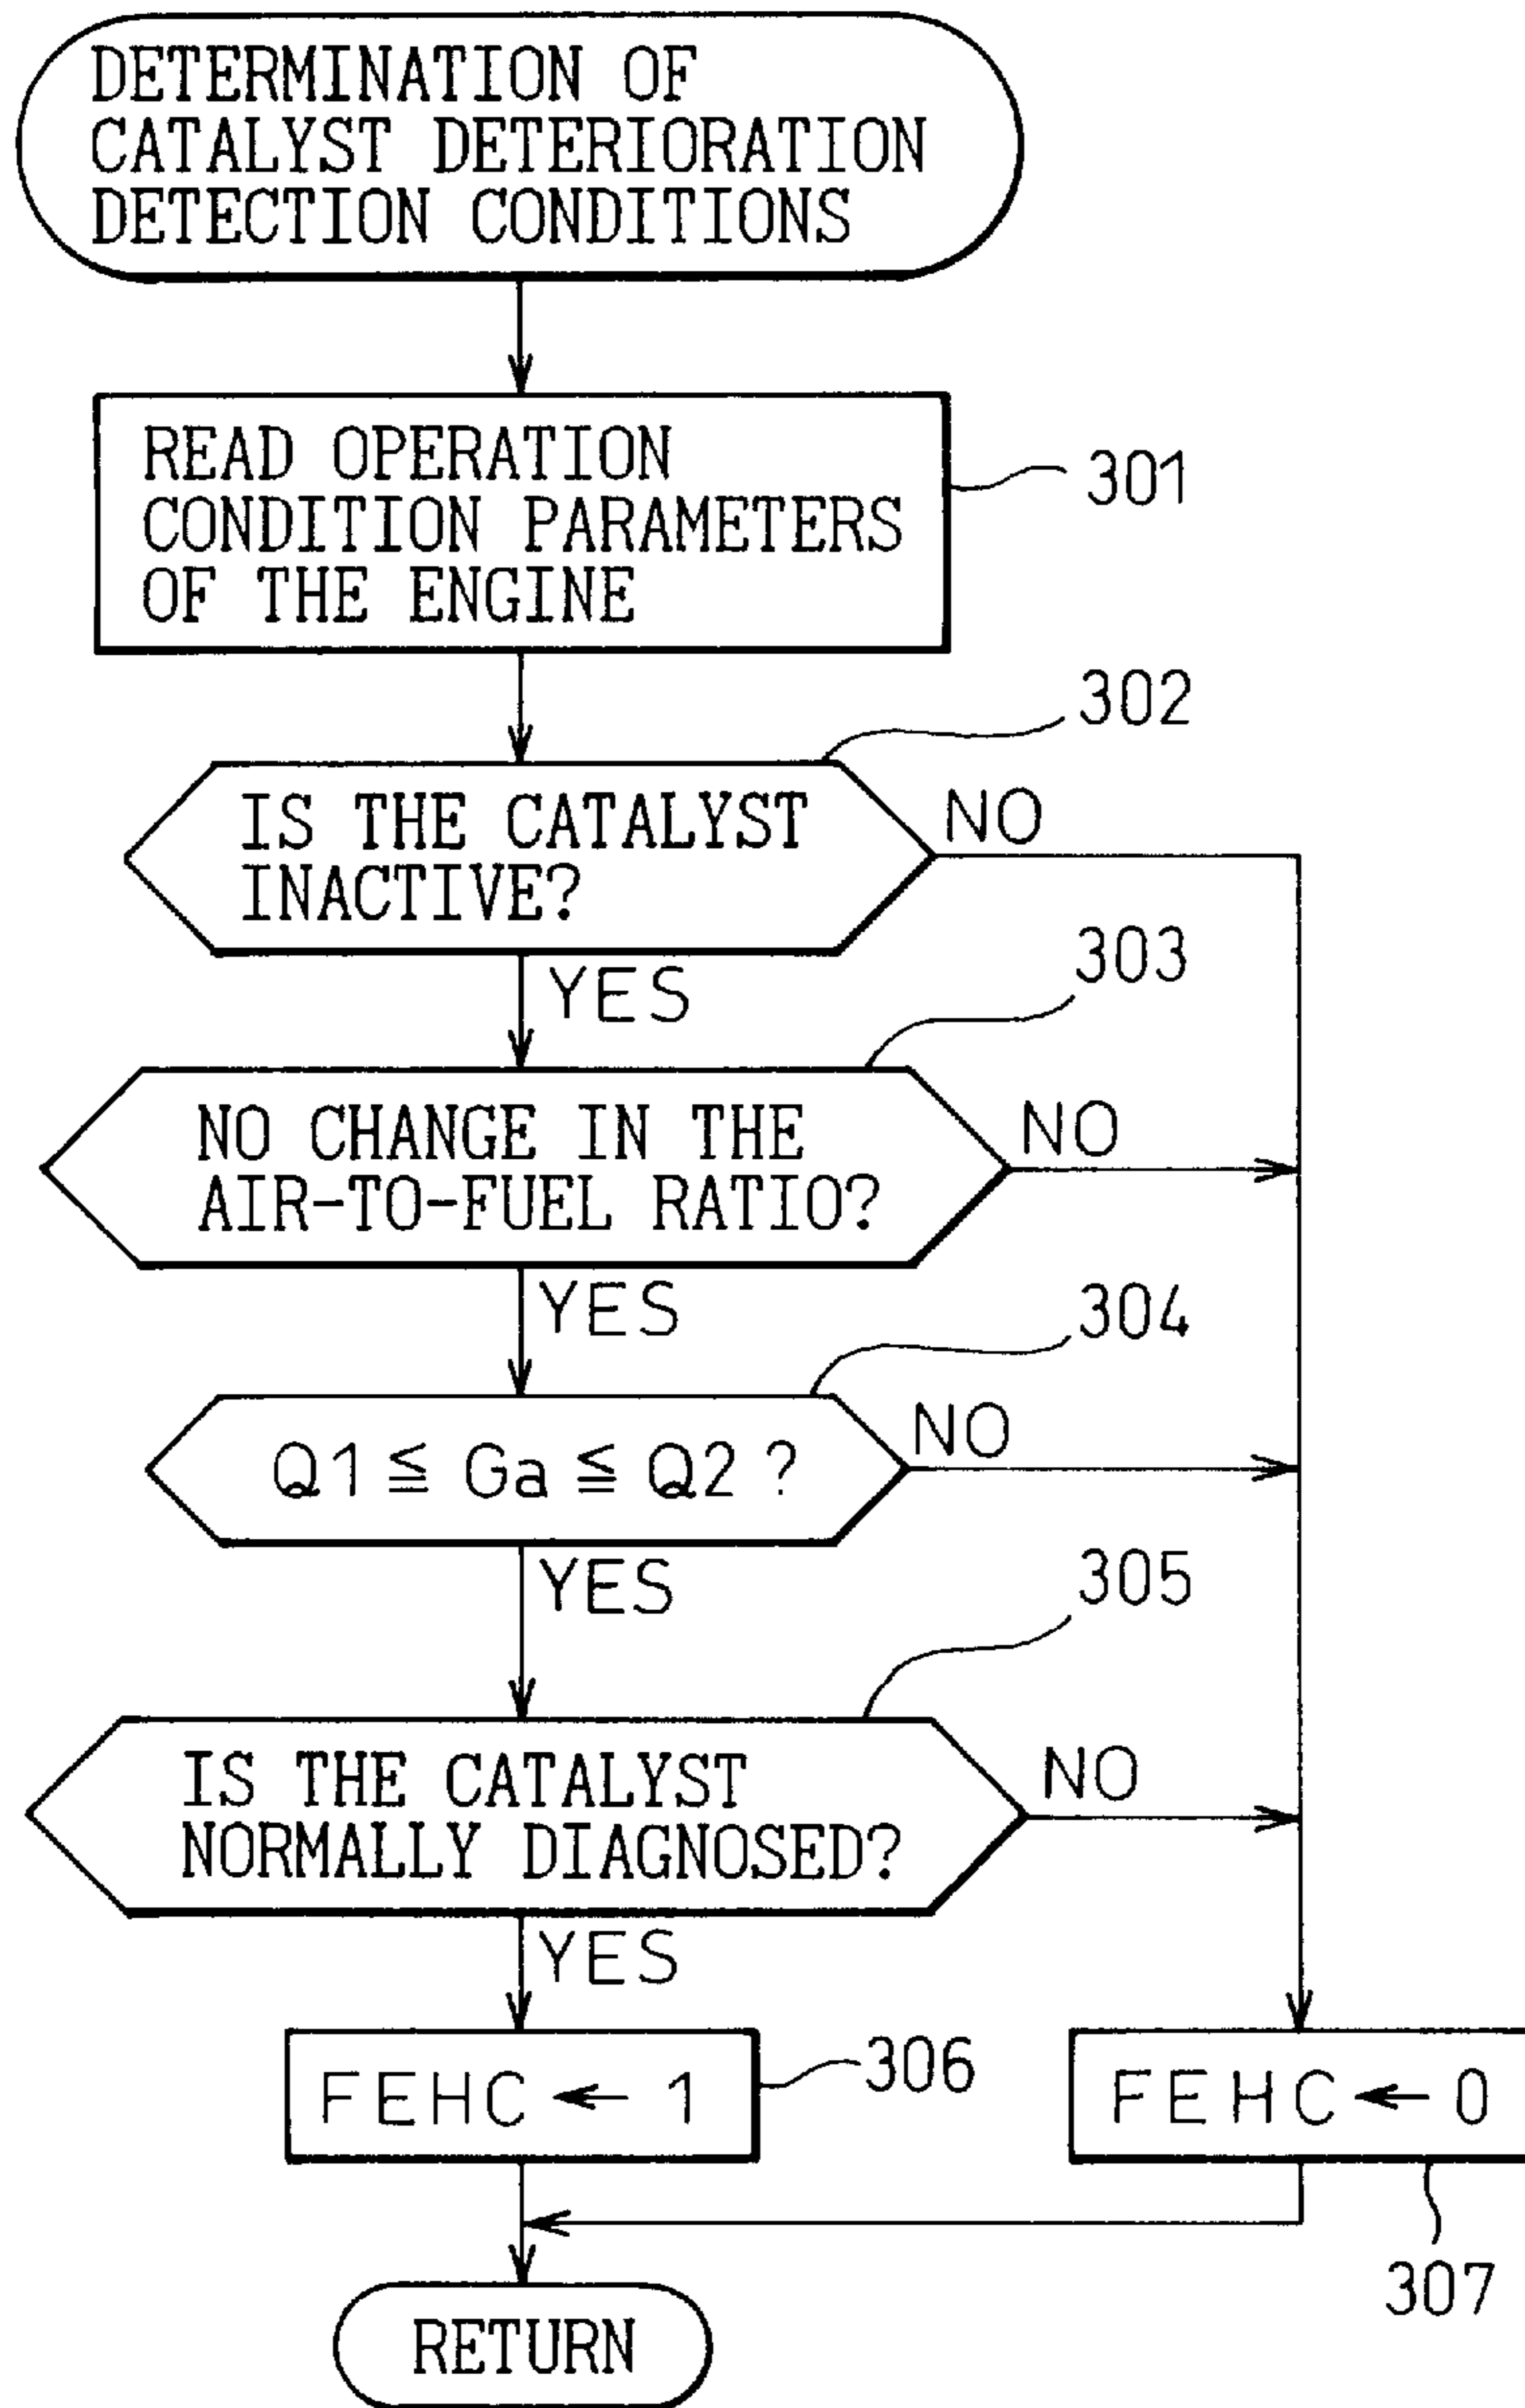 DETERMINATION OF
CATALYST DETERIORATION
DETECTION CONDITIONS
READ OPERATION
CONDITION PARAMETERS
OF THE ENGINE
301
302
IS THE CATALYST
INACTIVE?
NO
YES
303
NO CHANGE IN THE
AIR-TO-FUEL RATIO?
NO
YES
304
Q1 ≦ Ga ≦ Q2 ?
NO
YES
305
IS THE CATALYST
NORMALLY DIAGNOSED?
NO
YES
FEHC ← 1
306
FEHC ← 0
307
RETURN